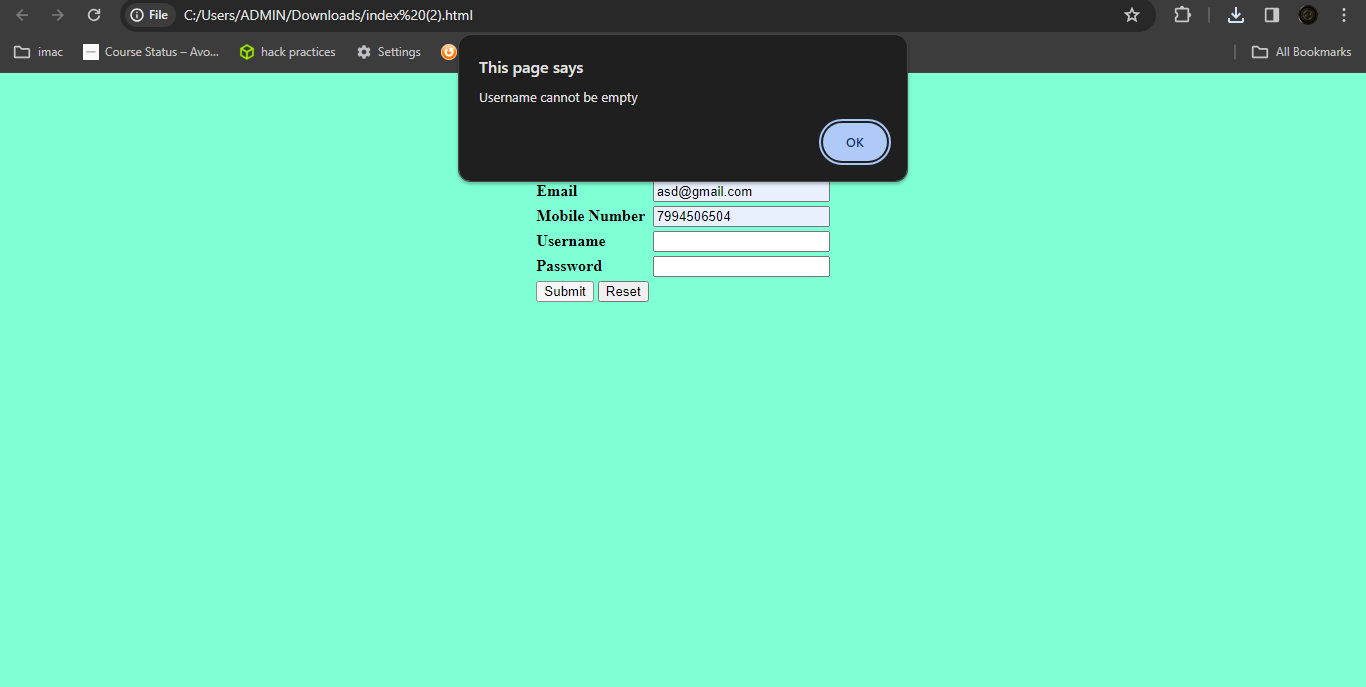 File C:/Users/ADMIN/Downloads/index%20(2).html
imac Course Status – Avo... hack practices Settings All Bookmarks
This page says
Username cannot be empty
OK
Email asd@gmail.com
Mobile Number 7994506504
Username
Password
Submit Reset